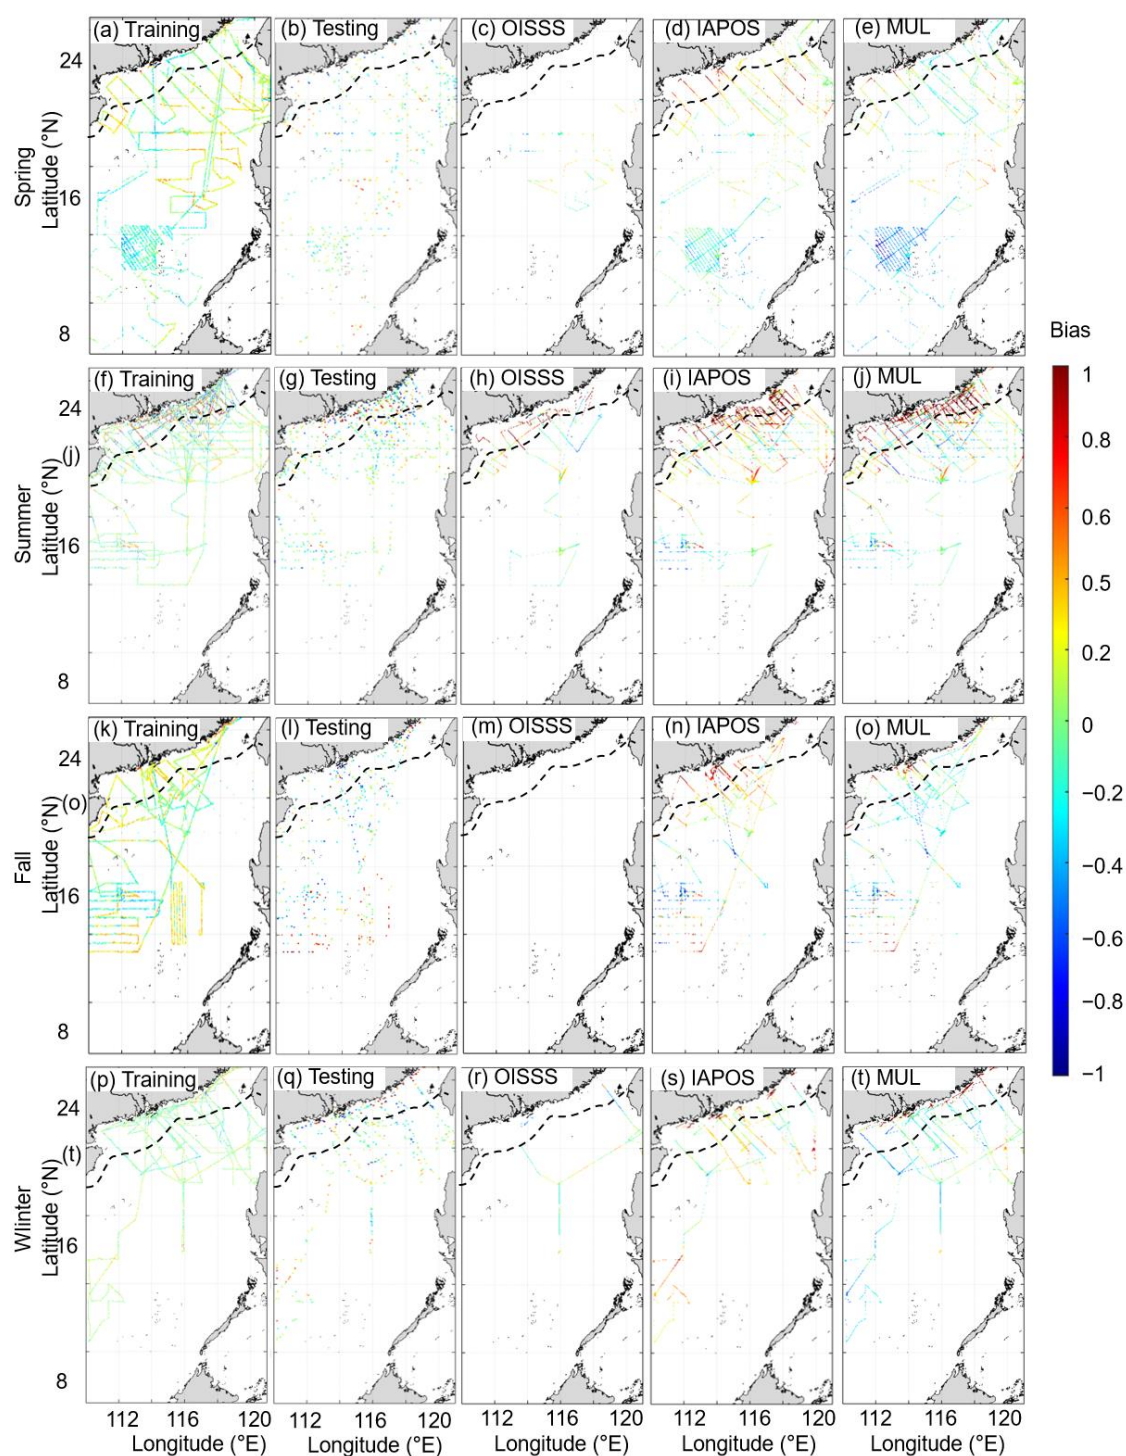 (a) Training (b) Testing (c) OISSS (d) IAPOS (e) MUL
24
16
8
Spring
Latitude (°N)
Bias
1
0.8
0.6
0.5
0.2
0
−0.2
−0.4
−0.6
−0.8
−1
(f) Training (g) Testing (h) OISSS (i) IAPOS (j) MUL
24
(j)
16
8
Summer
Latitude (°N)
(k) Training (l) Testing (m) OISSS (n) IAPOS (o) MUL
24
(o)
16
8
Fall
Latitude (°N)
(p) Training (q) Testing (r) OISSS (s) IAPOS (t) MUL
24
(t)
16
8
WIinter
Latitude (°N)
112 116 120 112 116 120 112 116 120 112 116 120 112 116 120
Longitude (°E) Longitude (°E) Longitude (°E) Longitude (°E) Longitude (°E)